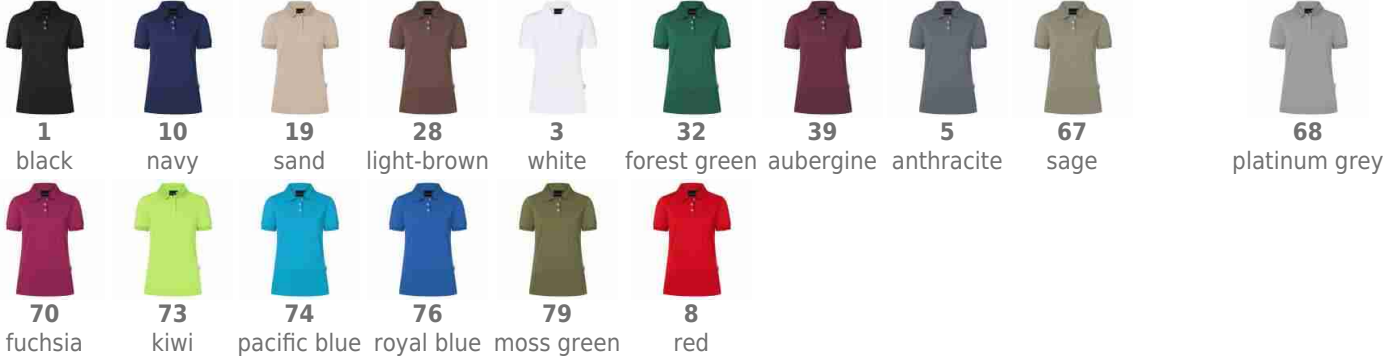 1 10 19 28 3 32 39 5 67 68
black navy sand light-brown white forest green aubergine anthracite sage platinum grey
70 73 74 76 79 8
fuchsia kiwi pacific blue royal blue moss green red